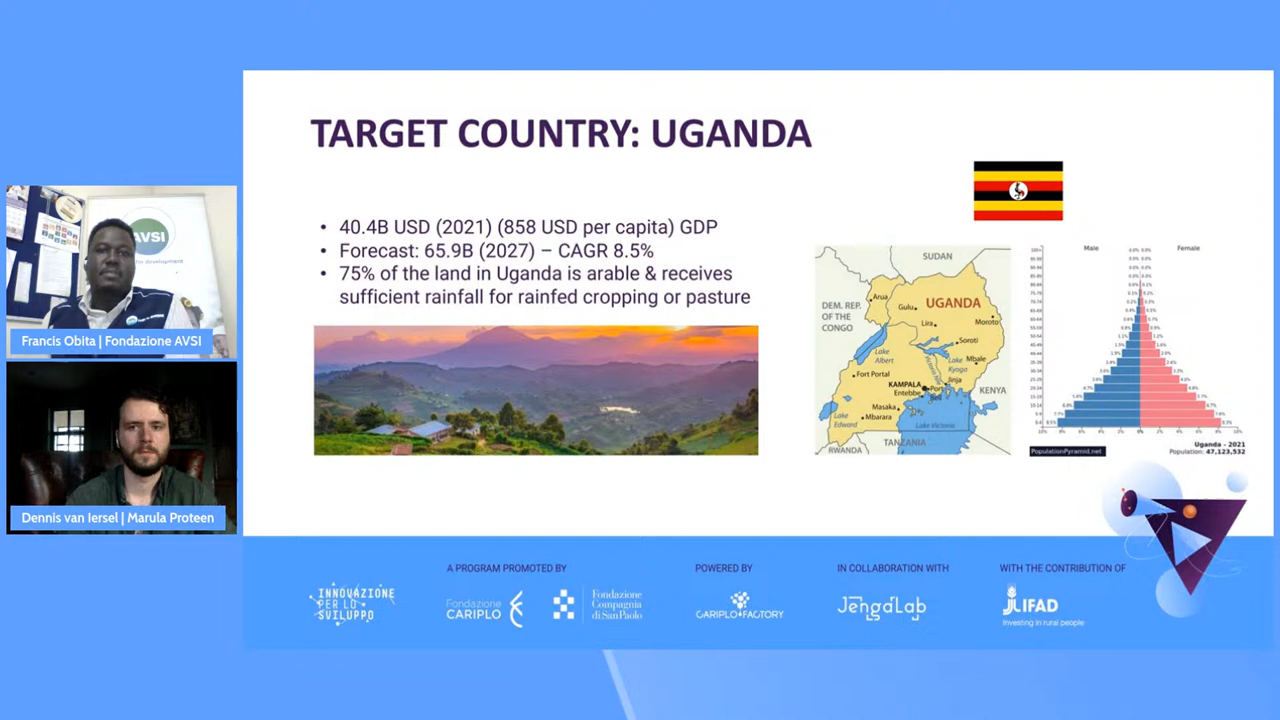 TARGET COUNTRY: UGANDA
• 40.4B USD (2021) (858 USD per capita) GDP
• Forecast: 65.9B (2027) – CAGR 8.5%
• 75% of the land in Uganda is arable & receives
sufficient rainfall for rainfed cropping or pasture
AVSI
Francis Obita | Fondazione AVSI
Dennis van Iersel | Marula Proteen
SUDAN
DEM. REP.
OF THE
CONGO
Arua
Gulu
UGANDA
Lira
Moroto
Soroti
Lake
Albert
Lake
Kyoga
Mbale
Fort Portal
KAMPALA
Port
Bell
Jinja
Entebbe
KENYA
Masaka
Mbarara
Lake
Edward
Lake Victoria
TANZANIA
RWANDA
Male
Female
PopulationPyramid.net
Uganda - 2021
Population: 47,123,532
A PROGRAM PROMOTED BY
POWERED BY
IN COLLABORATION WITH
WITH THE CONTRIBUTION OF
INNOVAZIONE
PER LO
SVILUPPO
Fondazione
CARIPLO
Fondazione
Compagnia
di SanPaolo
CARIPLO FACTORY
JengaLab
IFAD
Investing in rural people